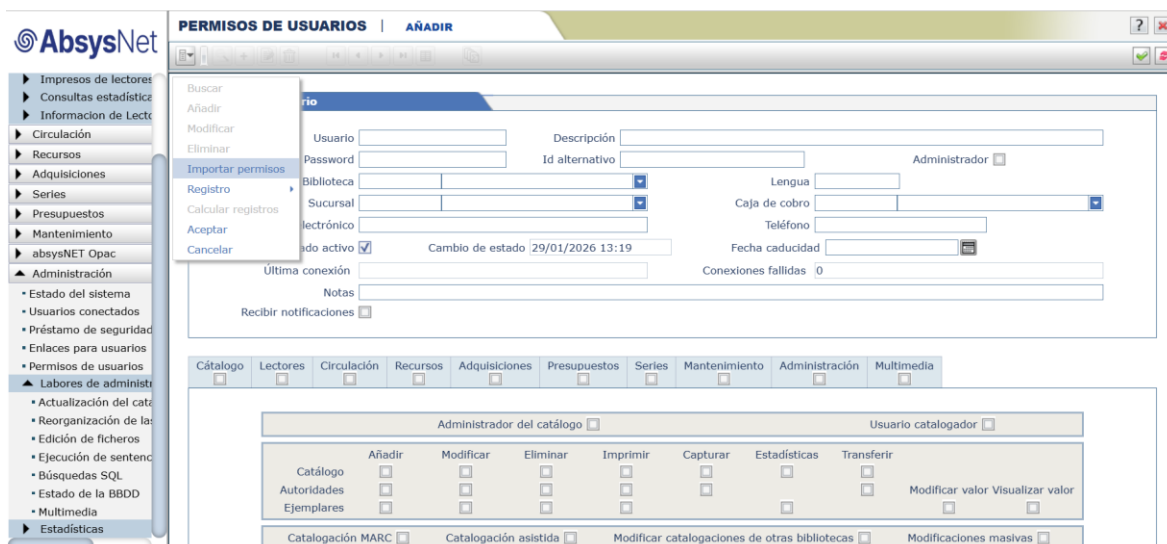 AbsysNet
PERMISOS DE USUARIOS | AÑADIR
?
Impresos de lectores
Consultas estadística
Informacion de Lecto
Circulación
Recursos
Adquisiciones
Series
Presupuestos
Mantenimiento
absysNET Opac
Administración
Estado del sistema
Usuarios conectados
Préstamo de seguridad
Enlaces para usuarios
Permisos de usuarios
Labores de administr
Actualización del cata
Reorganización de las
Edición de ficheros
Ejecución de sentenc
Búsquedas SQL
Estado de la BBDD
Multimedia
Estadísticas
Buscar
Añadir
Modificar
Eliminar
Importar permisos
Registro
Calcular registros
Aceptar
Cancelar
rio
Usuario Descripción
Password Id alternativo Administrador
Biblioteca Lengua
Sucursal Caja de cobro
lectrónico Teléfono
ado activo Cambio de estado 29/01/2026 13:19 Fecha caducidad
Última conexión Conexiones fallidas 0
Notas
Recibir notificaciones
Cátalogo Lectores Circulación Recursos Adquisiciones Presupuestos Series Mantenimiento Administración Multimedia
Administrador del catálogo Usuario catalogador
Añadir Modificar Eliminar Imprimir Capturar Estadísticas Transferir
Catálogo
Autoridades Modificar valor Visualizar valor
Ejemplares
Catalogación MARC Catalogación asistida Modificar catalogaciones de otras bibliotecas Modificaciones masivas